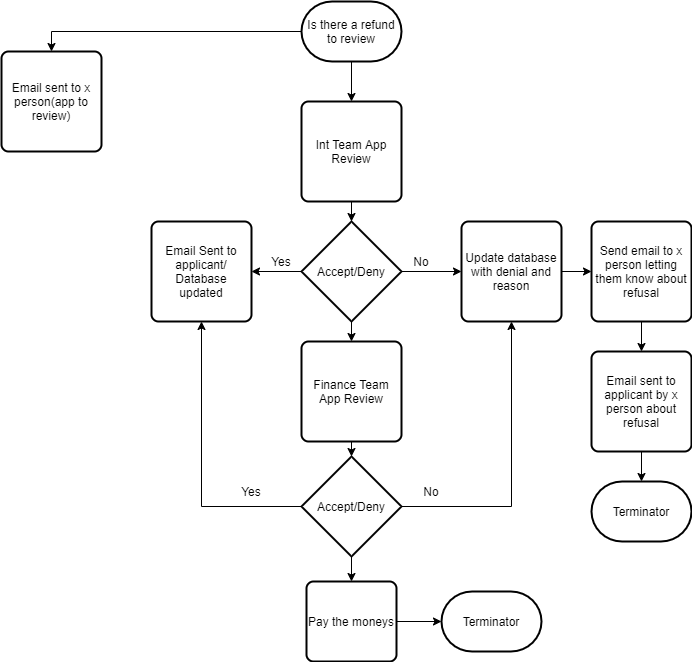 Is there a refund
to review
Email sent to x
person(app to
review)
Int Team App
Review
Email Sent to
applicant/
Database
updated
Yes
Accept/Deny
No
Update database
with denial and
reason
Send email to x
person letting
them know about
refusal
Finance Team
App Review
Email sent to
applicant by x
person about
refusal
Yes
Accept/Deny
No
Terminator
Pay the moneys
Terminator